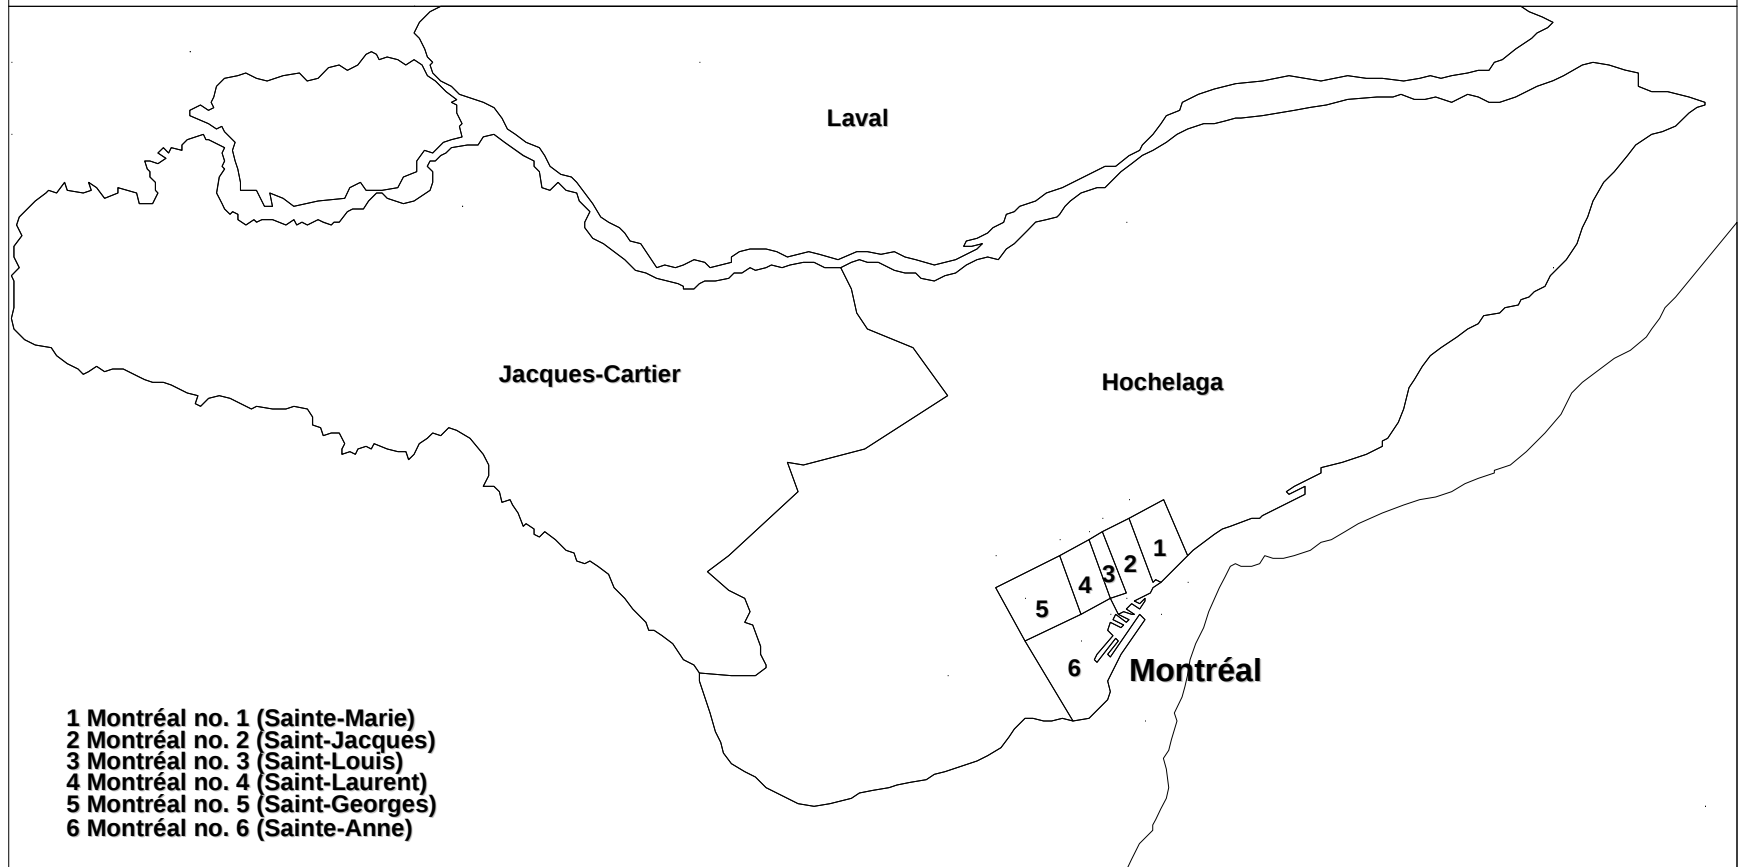 Laval
Jacques-Cartier
Hochelaga
1
2
3
4
5
6
Montréal
1 Montréal no. 1 (Sainte-Marie)
2 Montréal no. 2 (Saint-Jacques)
3 Montréal no. 3 (Saint-Louis)
4 Montréal no. 4 (Saint-Laurent)
5 Montréal no. 5 (Saint-Georges)
6 Montréal no. 6 (Sainte-Anne)